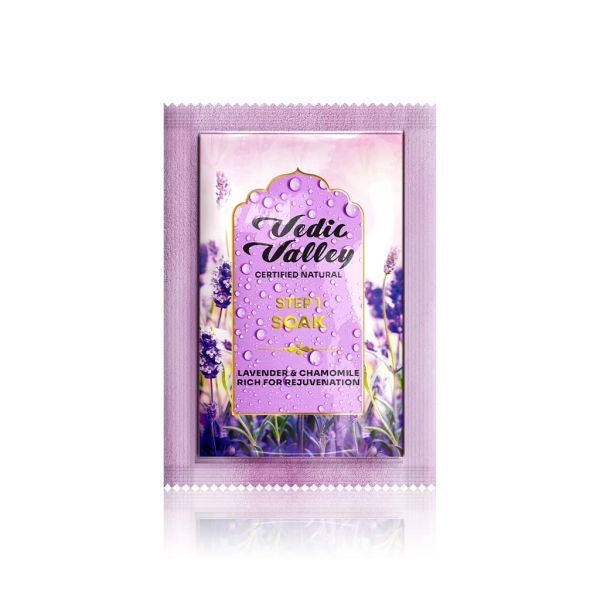 Vedic
Valley
CERTIFIED NATURAL
STEP 1
SOAK
LAVENDER & CHAMOMILE
RICH FOR REJUVENATION